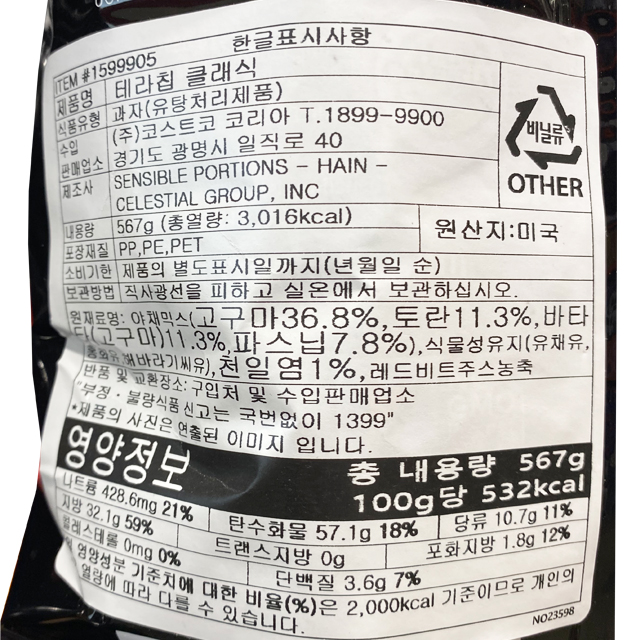 한글표시사항
ITEM #1599905
제품명 테라칩 클래식
식품유형 과자(유탕처리제품)
수입 (주)코스트코 코리아 T.1899-9900
판매업소 경기도 광명시 일직로 40
제조사 SENSIBLE PORTIONS - HAIN -
CELESTIAL GROUP, INC
비닐류
OTHER
내용량 567g (총열량: 3,016kcal)
원산지:미국
포장재질 PP,PE,PET
소비기한 제품의 별도표시일까지(년월일 순)
보관방법 직사광선을 피하고 실온에서 보관하십시오.
원재료명: 야채믹스(고구마36.8%,토란11.3%,바타
타(고구마)11.3%,파스닙7.8%),식물성유지(유채유,
홍화유,해바라기씨유),천일염1%,레드비트주스농축
반품 및 교환장소: 구입처 및 수입판매업소
"부정·불량식품 신고는 국번없이 1399"
*제품의 사진은 연출된 이미지 입니다.
영양정보
총 내용량 567g
100g당 532kcal
나트륨 428.6mg 21% 탄수화물 57.1g 18% 당류 10.7g 11%
지방 32.1g 59% 트랜스지방 0g 포화지방 1.8g 12%
콜레스테롤 0mg 0% 단백질 3.6g 7%
영양성분 기준치에 대한 비율(%)은 2,000kcal 기준이므로 개인의
열량에 따라 다를 수 있습니다.
NO23598